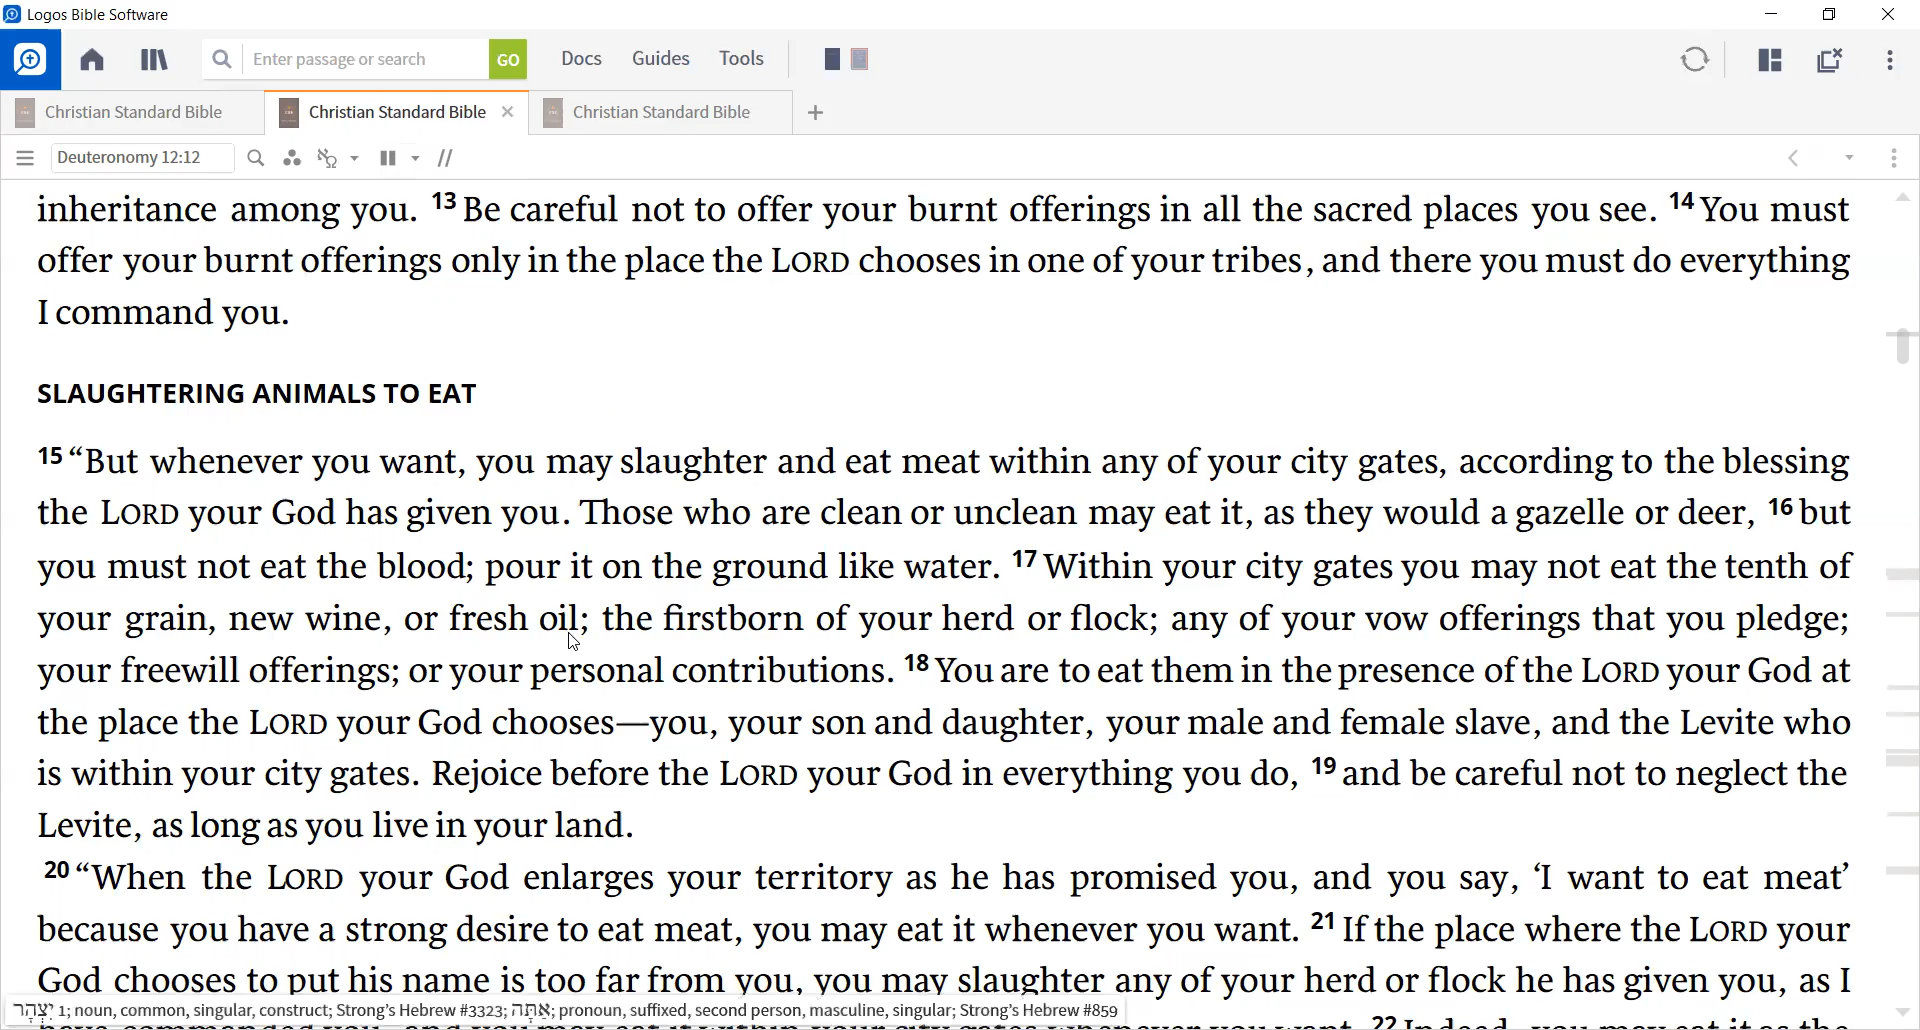 Logos Bible Software
Enter passage or search GO Docs Guides Tools
Christian Standard Bible Christian Standard Bible Christian Standard Bible
Deuteronomy 12:12
inheritance among you. 13 Be careful not to offer your burnt offerings in all the sacred places you see. 14 You must
offer your burnt offerings only in the place the LORD chooses in one of your tribes, and there you must do everything
I command you.
SLAUGHTERING ANIMALS TO EAT
15 “But whenever you want, you may slaughter and eat meat within any of your city gates, according to the blessing
the LORD your God has given you. Those who are clean or unclean may eat it, as they would a gazelle or deer, 16 but
you must not eat the blood; pour it on the ground like water. 17 Within your city gates you may not eat the tenth of
your grain, new wine, or fresh oil; the firstborn of your herd or flock; any of your vow offerings that you pledge;
your freewill offerings; or your personal contributions. 18 You are to eat them in the presence of the LORD your God at
the place the LORD your God chooses—you, your son and daughter, your male and female slave, and the Levite who
is within your city gates. Rejoice before the LORD your God in everything you do, 19 and be careful not to neglect the
Levite, as long as you live in your land.
20 “When the LORD your God enlarges your territory as he has promised you, and you say, ‘I want to eat meat’
because you have a strong desire to eat meat, you may eat it whenever you want. 21 If the place where the LORD your
God chooses to put his name is too far from you, you may slaughter any of your herd or flock he has given you, as I
יִצְהָר 1; noun, common, singular, construct; Strong’s Hebrew #3323; אַתָּה; pronoun, suffixed, second person, masculine, singular; Strong’s Hebrew #859